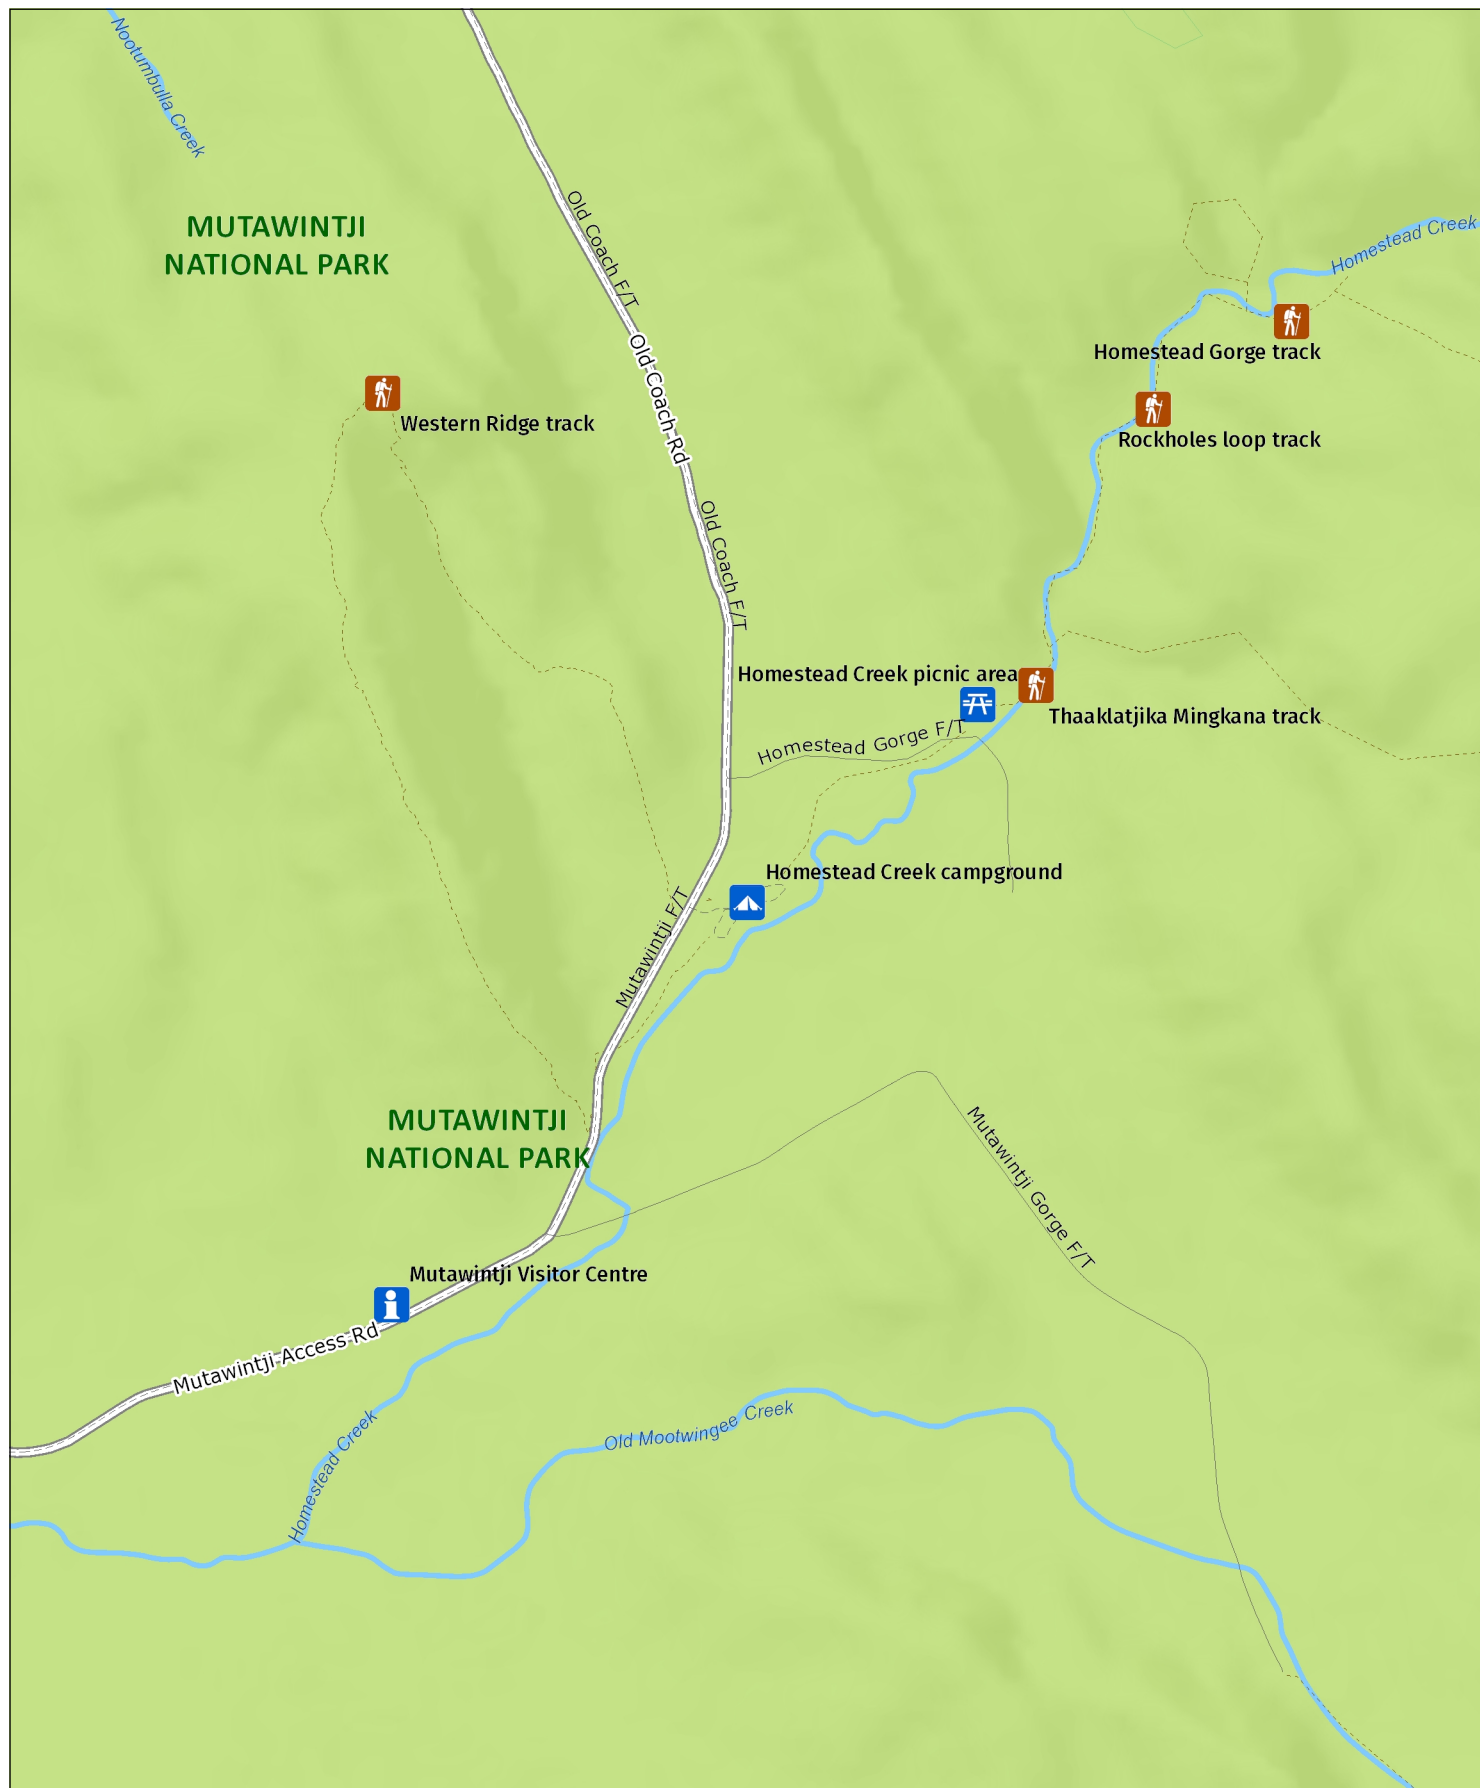 Nootumbulla Creek
MUTAWINTJI
NATIONAL PARK
Old Coach F/T
Homestead Creek
Old Coach Rd
Homestead Gorge track
Western Ridge track
Rockholes loop track
Old Coach F/T
Homestead Creek picnic area
Thaaklatjika Mingkana track
Homestead Gorge F/T
Homestead Creek campground
Mutawintji F/T
MUTAWINTJI
NATIONAL PARK
Mutawintji Gorge F/T
Mutawintji Visitor Centre
Mutawintji Access Rd
Homestead Creek
Old Mootwingee Creek